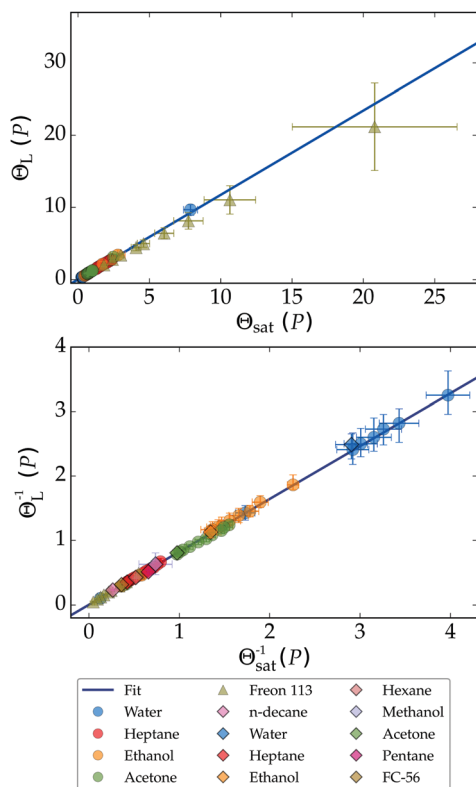 30
20
10
0
Θ_L (P)
0 5 10 15 20 25
Θ_sat (P)
4
3
2
1
0
Θ_L^-1 (P)
0 1 2 3 4
Θ_sat^-1 (P)
Fit Freon 113 Hexane
Water n-decane Methanol
Heptane Water Acetone
Ethanol Heptane Pentane
Acetone Ethanol FC-56